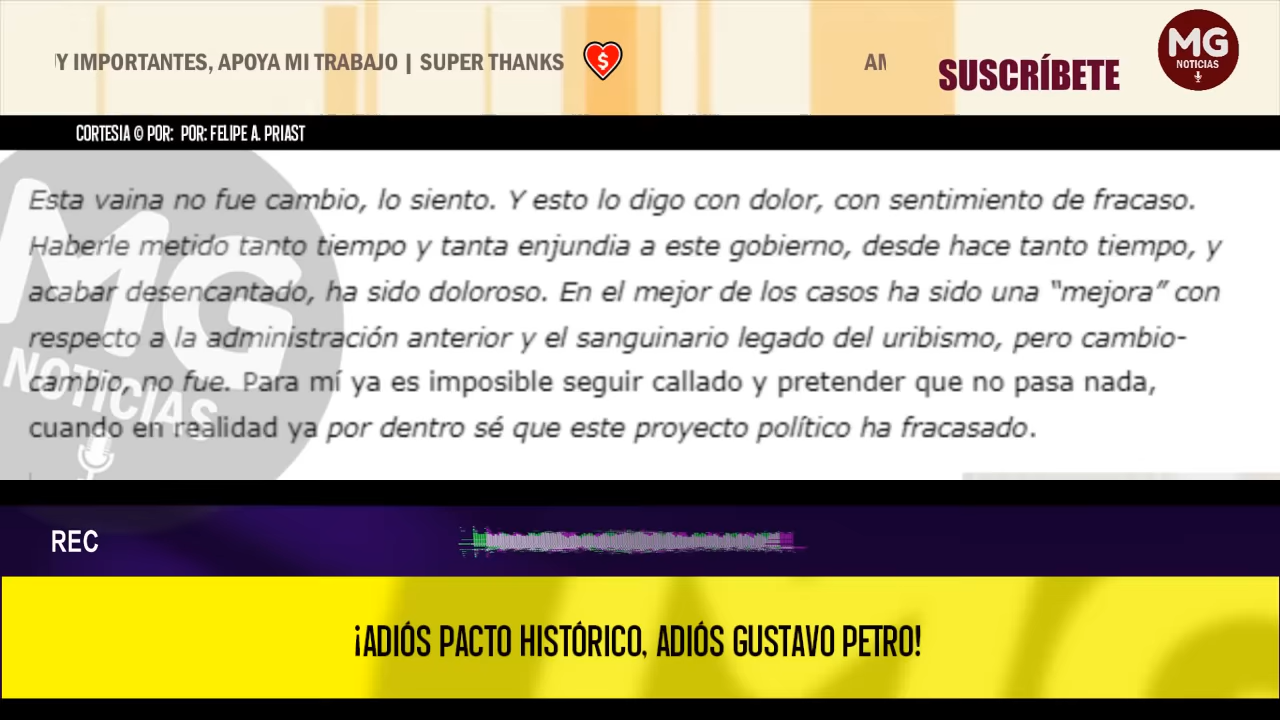 Y IMPORTANTES, APOYA MI TRABAJO | SUPER THANKS
SUSCRÍBETE
MG
NOTICIAS
CORTESIA © POR: POR: FELIPE A. PRIAST
Esta vaina no fue cambio, lo siento. Y esto lo digo con dolor, con sentimiento de fracaso.
Haberle metido tanto tiempo y tanta enjundia a este gobierno, desde hace tanto tiempo, y
acabar desencantado, ha sido doloroso. En el mejor de los casos ha sido una “mejora” con
respecto a la administración anterior y el sanguinario legado del uribismo, pero cambio-
cambio, no fue. Para mí ya es imposible seguir callado y pretender que no pasa nada,
cuando en realidad ya por dentro sé que este proyecto político ha fracasado.
MG
NOTICIAS
REC
¡ADIÓS PACTO HISTÓRICO, ADIÓS GUSTAVO PETRO!